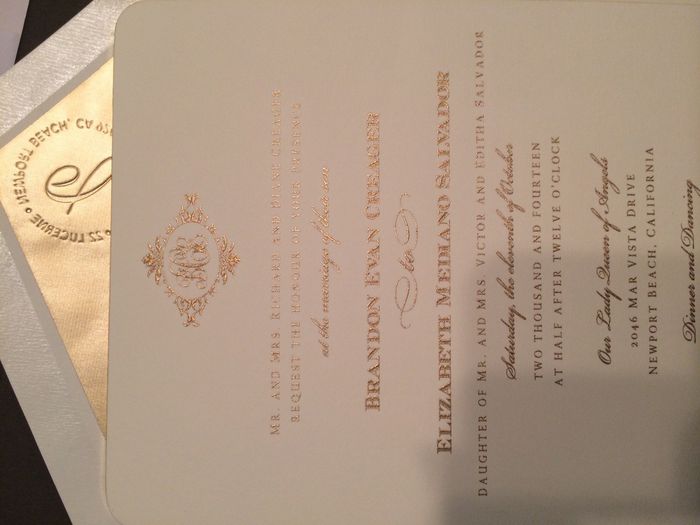 MR. AND MRS. RICHARD AND DIANE CREAGER
REQUEST THE HONOUR OF YOUR PRESENCE
at the marriage of their son
BRANDON EVAN CREAGER
to
ELIZABETH MEDIANO SALVADOR
DAUGHTER OF MR. AND MRS. VICTOR AND EDITHA SALVADOR
Saturday, the eleventh of October
TWO THOUSAND AND FOURTEEN
AT HALF AFTER TWELVE O'CLOCK
Our Lady Queen of Angels
2046 MAR VISTA DRIVE
NEWPORT BEACH, CALIFORNIA
Dinner and Dancing
22 LUCERNE • NEWPORT BEACH, CA 926